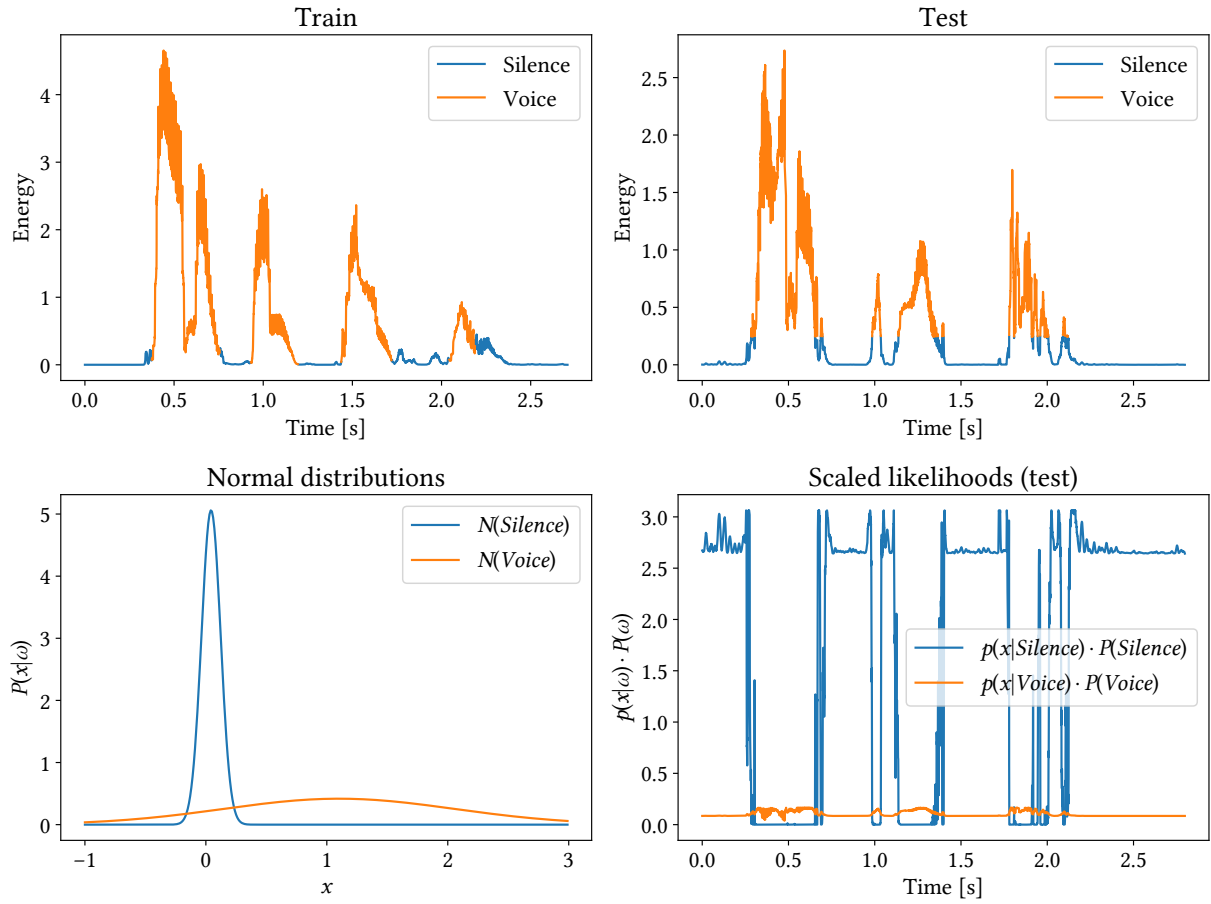 Train
Energy
4
3
2
1
0
Silence
Voice
0.0 0.5 1.0 1.5 2.0 2.5
Time [s]
Test
Energy
2.5
2.0
1.5
1.0
0.5
0.0
Silence
Voice
0.0 0.5 1.0 1.5 2.0 2.5
Time [s]
Normal distributions
P(x|ω)
5
4
3
2
1
0
N(Silence)
N(Voice)
−1 0 1 2 3
x
Scaled likelihoods (test)
p(x|ω) · P(ω)
3.0
2.5
2.0
1.5
1.0
0.5
0.0
p(x|Silence) · P(Silence)
p(x|Voice) · P(Voice)
0.0 0.5 1.0 1.5 2.0 2.5
Time [s]